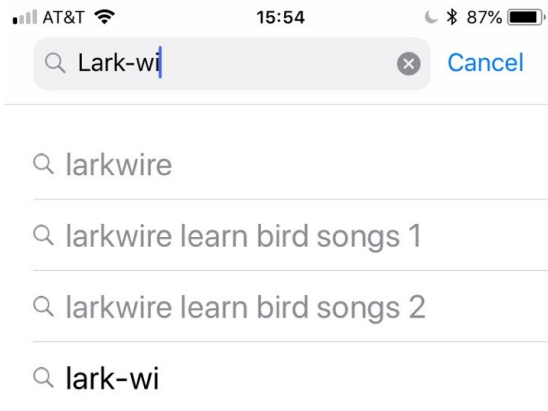 AT&T 15:54 87%
Lark-wi Cancel
larkwire
larkwire learn bird songs 1
larkwire learn bird songs 2
lark-wi